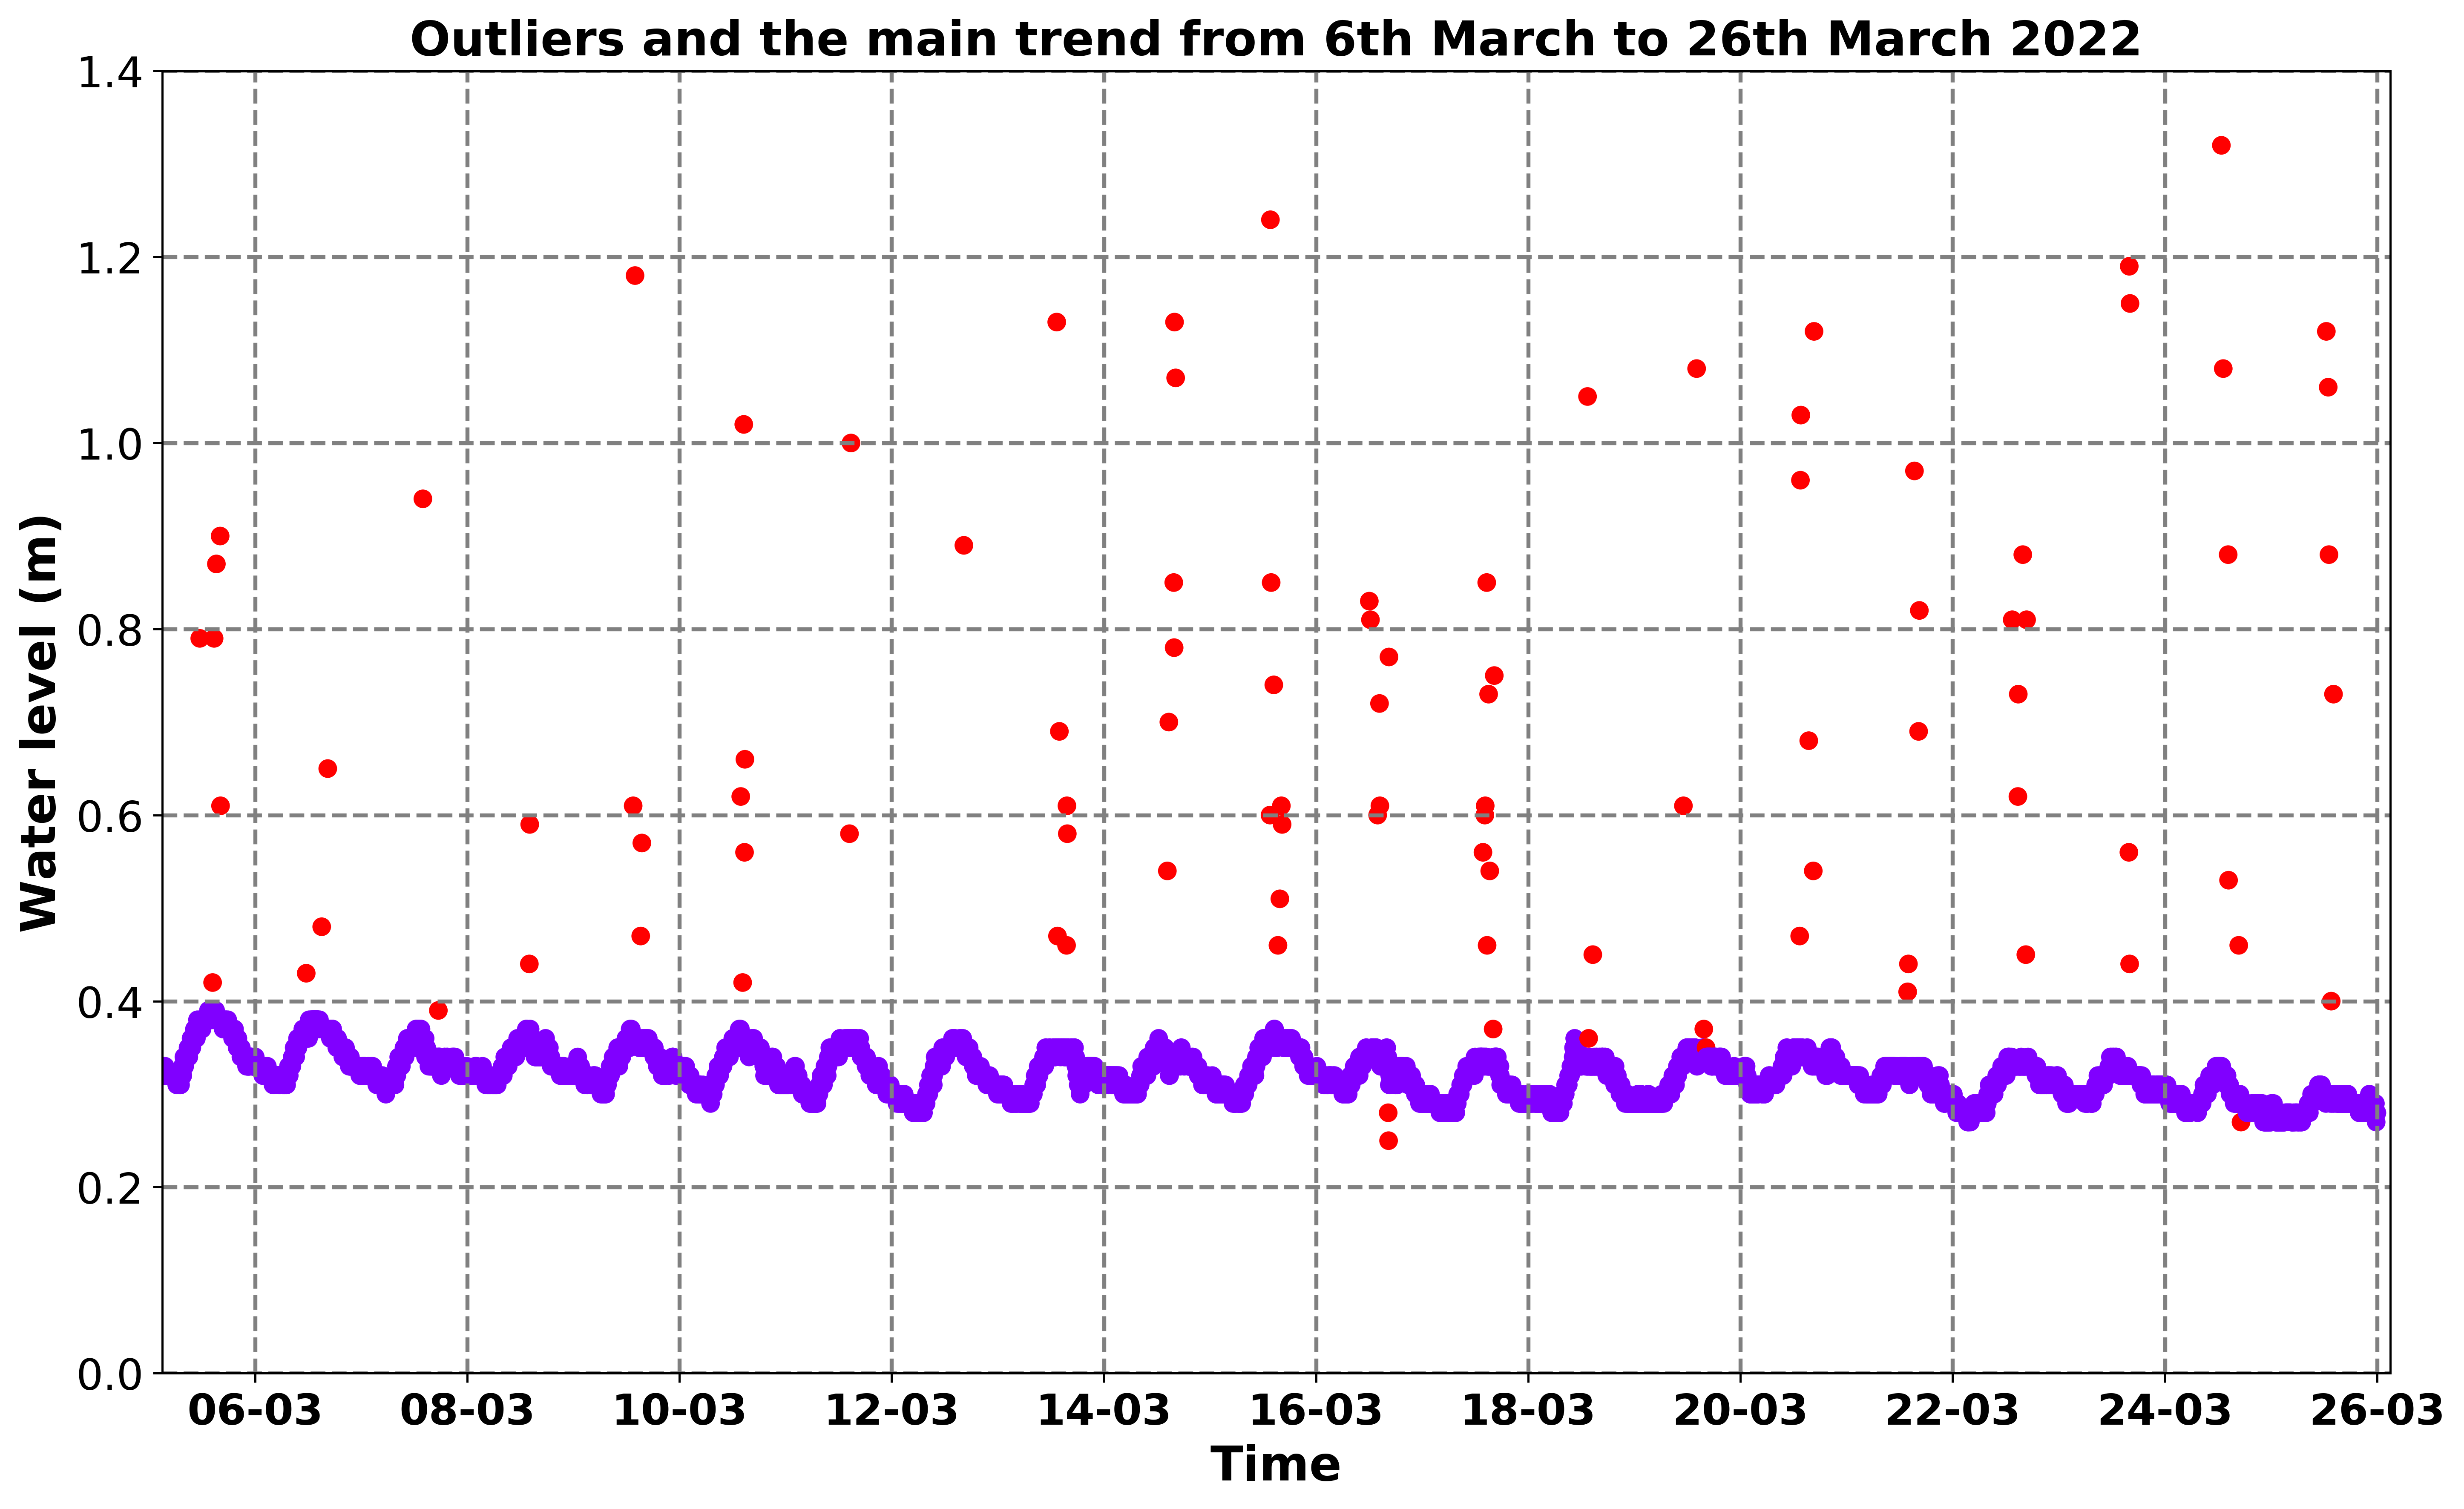 Outliers and the main trend from 6th March to 26th March 2022
1.4
1.2
1.0
0.8
0.6
0.4
0.2
0.0
Water level (m)
06-03 08-03 10-03 12-03 14-03 16-03 18-03 20-03 22-03 24-03 26-03
Time